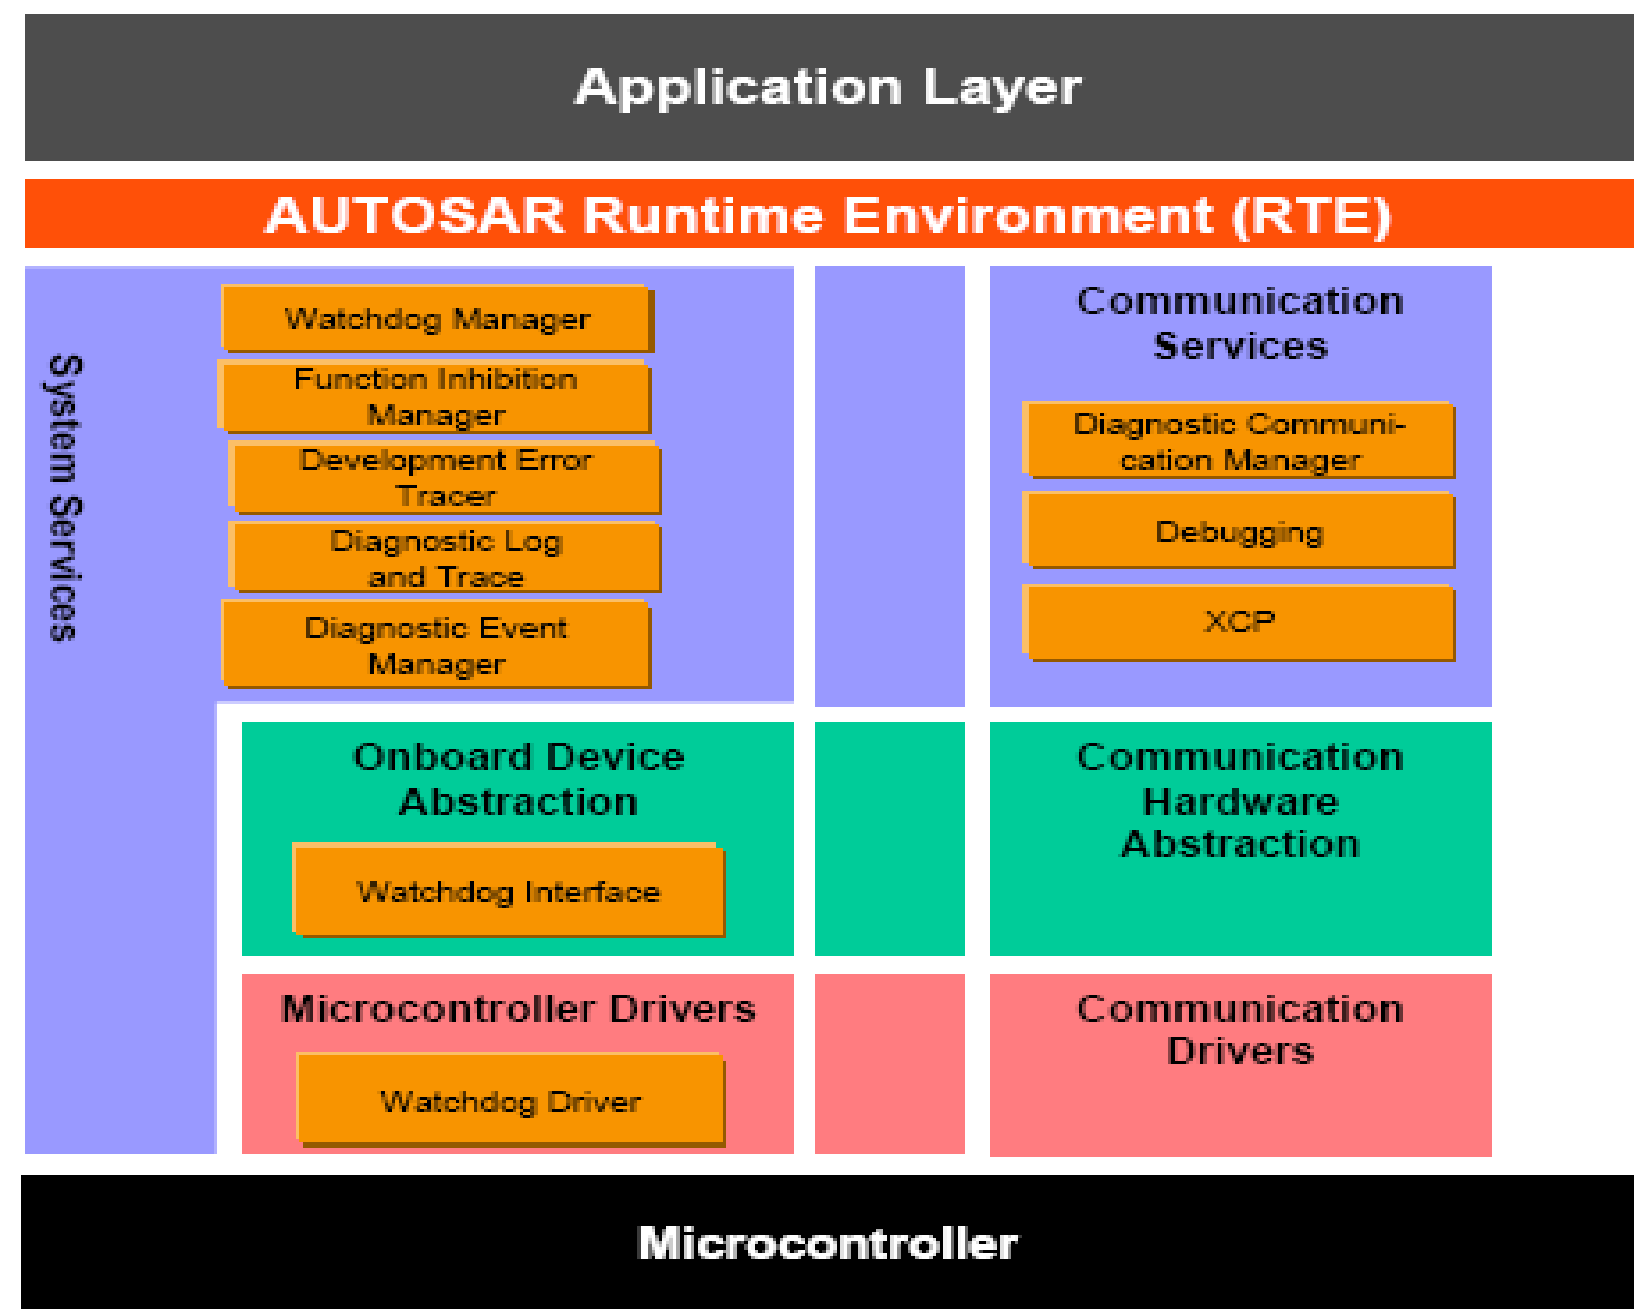 Application Layer
AUTOSAR Runtime Environment (RTE)
System Services
Watchdog Manager
Function Inhibition
Manager
Development Error
Tracer
Diagnostic Log
and Trace
Diagnostic Event
Manager
Communication
Services
Diagnostic Communi-
cation Manager
Debugging
XCP
Onboard Device
Abstraction
Watchdog Interface
Communication
Hardware
Abstraction
Microcontroller Drivers
Watchdog Driver
Communication
Drivers
Microcontroller